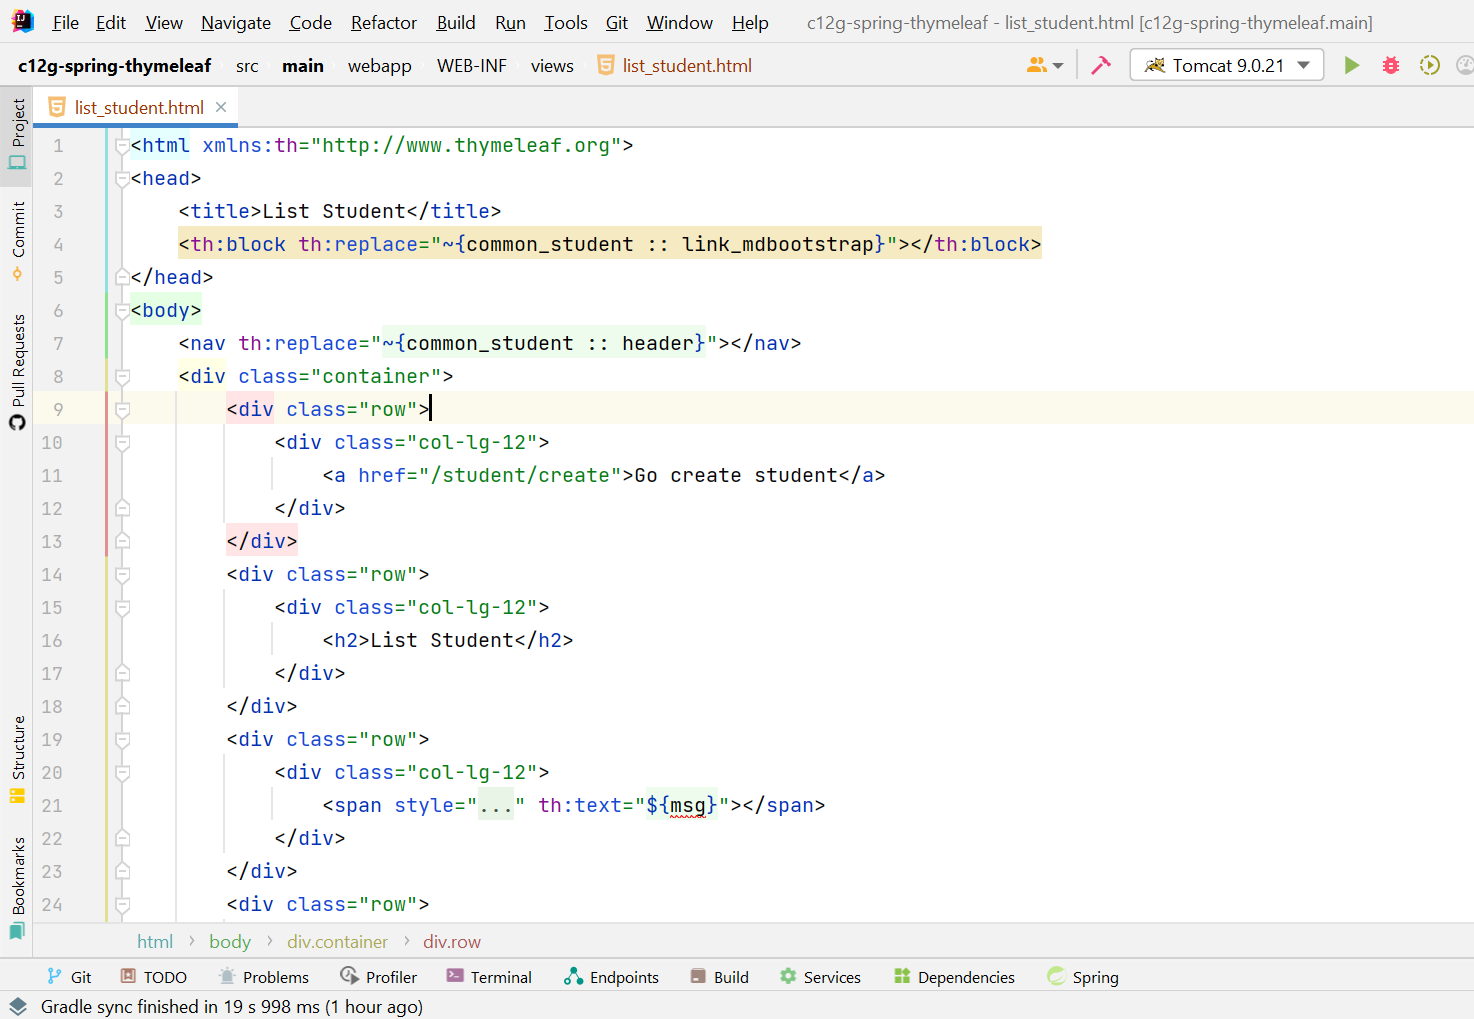 File Edit View Navigate Code Refactor Build Run Tools Git Window Help c12g-spring-thymeleaf - list_student.html [c12g-spring-thymeleaf.main]
c12g-spring-thymeleaf src main webapp WEB-INF views list_student.html Tomcat 9.0.21
list_student.html
Project
Commit
Pull Requests
Structure
Bookmarks
1 <html xmlns:th="http://www.thymeleaf.org">
2 <head>
3     <title>List Student</title>
4     <th:block th:replace="~{common_student :: link_mdbootstrap}"></th:block>
5 </head>
6 <body>
7     <nav th:replace="~{common_student :: header}"></nav>
8     <div class="container">
9         <div class="row">
10             <div class="col-lg-12">
11                 <a href="/student/create">Go create student</a>
12             </div>
13         </div>
14         <div class="row">
15             <div class="col-lg-12">
16                 <h2>List Student</h2>
17             </div>
18         </div>
19         <div class="row">
20             <div class="col-lg-12">
21                 <span style="..." th:text="${msg}"></span>
22             </div>
23         </div>
24         <div class="row">
html › body › div.container › div.row
Git TODO Problems Profiler Terminal Endpoints Build Services Dependencies Spring
Gradle sync finished in 19 s 998 ms (1 hour ago)